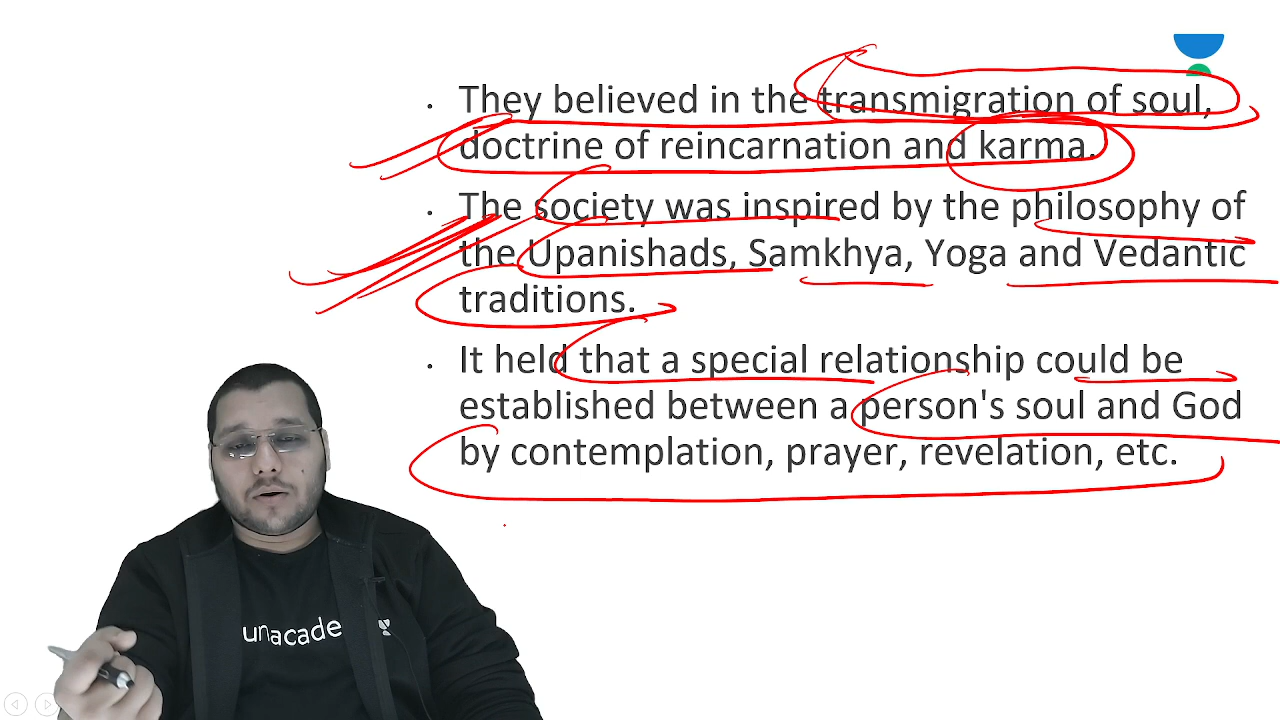 They believed in the transmigration of soul,
doctrine of reincarnation and karma.
The society was inspired by the philosophy of
the Upanishads, Samkhya, Yoga and Vedantic
traditions.
It held that a special relationship could be
established between a person's soul and God
by contemplation, prayer, revelation, etc.
unacade